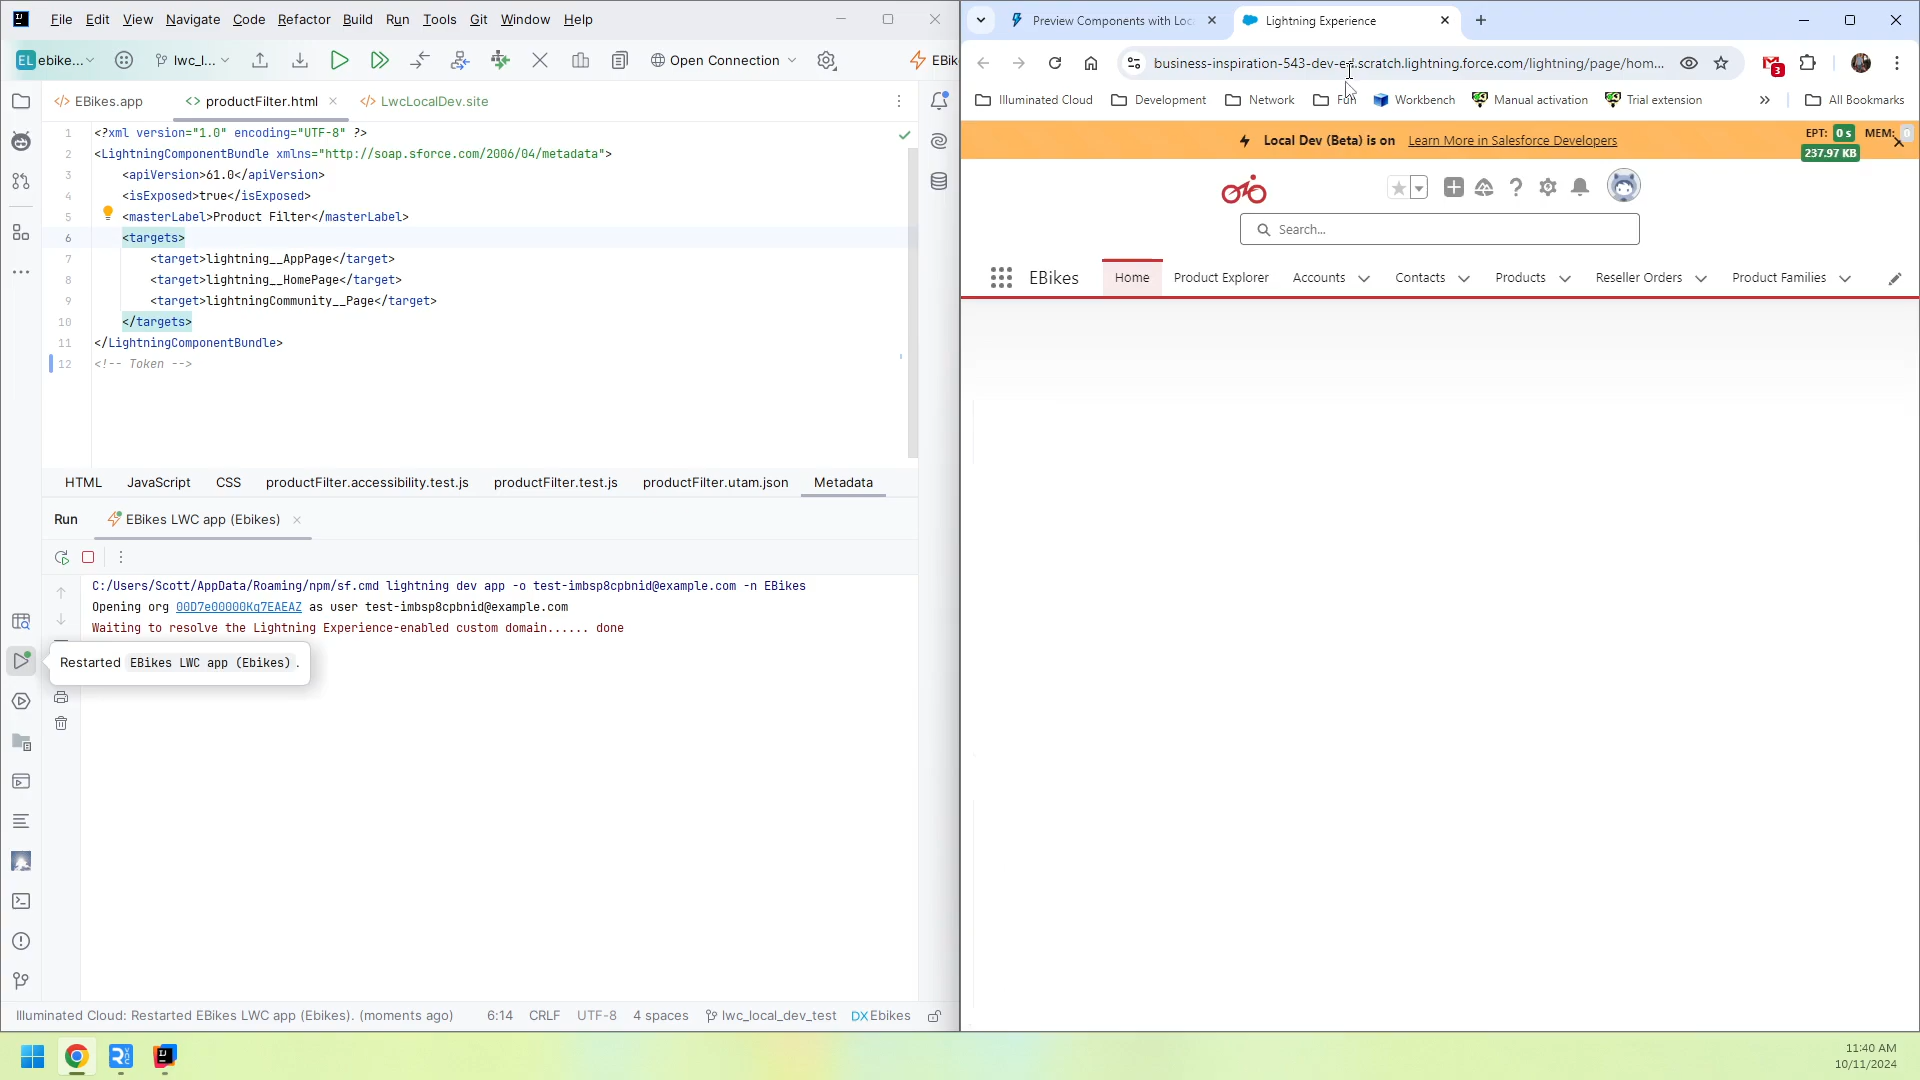 File Edit View Navigate Code Refactor Build Run Tools Git Window Help
EL ebike... lwc_l... Open Connection EBik
EBikes.app productFilter.html LwcLocalDev.site
1 <?xml version="1.0" encoding="UTF-8" ?>
2 <LightningComponentBundle xmlns="http://soap.sforce.com/2006/04/metadata">
3 <apiVersion>61.0</apiVersion>
4 <isExposed>true</isExposed>
5 <masterLabel>Product Filter</masterLabel>
6 <targets>
7 <target>lightning__AppPage</target>
8 <target>lightning__HomePage</target>
9 <target>lightningCommunity__Page</target>
10 </targets>
11 </LightningComponentBundle>
12 <!-- Token -->
HTML JavaScript CSS productFilter.accessibility.test.js productFilter.test.js productFilter.utam.json Metadata
Run EBikes LWC app (Ebikes)
C:/Users/Scott/AppData/Roaming/npm/sf.cmd lightning dev app -o test-imbsp8cpbnid@example.com -n EBikes
Opening org 00D7e00000Kq7EAEAZ as user test-imbsp8cpbnid@example.com
Waiting to resolve the Lightning Experience-enabled custom domain...... done
Restarted EBikes LWC app (Ebikes) .
Illuminated Cloud: Restarted EBikes LWC app (Ebikes). (moments ago) 6:14 CRLF UTF-8 4 spaces lwc_local_dev_test DX Ebikes
Preview Components with Loc Lightning Experience
business-inspiration-543-dev-ed.scratch.lightning.force.com/lightning/page/hom... 3
Illuminated Cloud Development Network Fun Workbench Manual activation Trial extension All Bookmarks
Local Dev (Beta) is on Learn More in Salesforce Developers
EPT: 0 s MEM: 0
237.97 KB
Search...
EBikes Home Product Explorer Accounts Contacts Products Reseller Orders Product Families
11:40 AM
10/11/2024